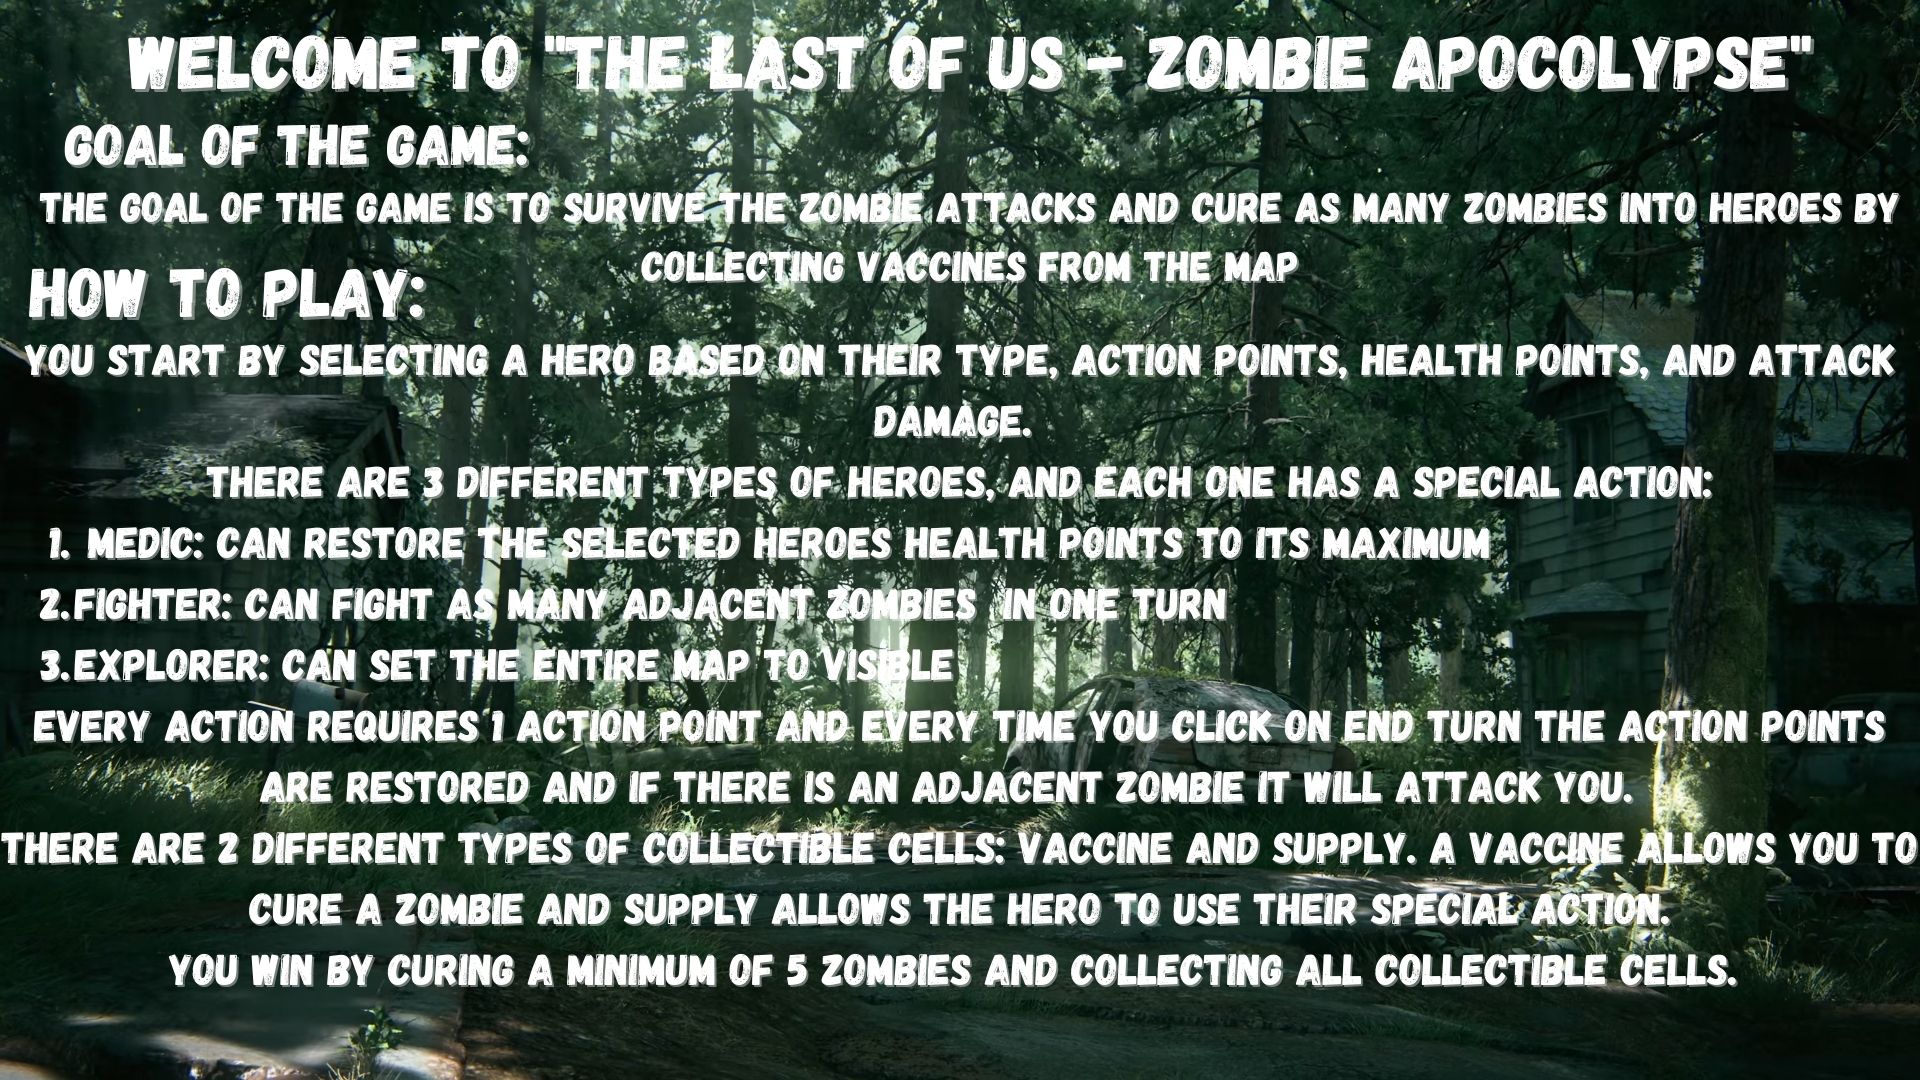 WELCOME TO "THE LAST OF US - ZOMBIE APOCOLYPSE"
GOAL OF THE GAME:
THE GOAL OF THE GAME IS TO SURVIVE THE ZOMBIE ATTACKS AND CURE AS MANY ZOMBIES INTO HEROES BY
COLLECTING VACCINES FROM THE MAP
HOW TO PLAY:
YOU START BY SELECTING A HERO BASED ON THEIR TYPE, ACTION POINTS, HEALTH POINTS, AND ATTACK
DAMAGE.
THERE ARE 3 DIFFERENT TYPES OF HEROES, AND EACH ONE HAS A SPECIAL ACTION:
1. MEDIC: CAN RESTORE THE SELECTED HEROES HEALTH POINTS TO ITS MAXIMUM
2.FIGHTER: CAN FIGHT AS MANY ADJACENT ZOMBIES IN ONE TURN
3.EXPLORER: CAN SET THE ENTIRE MAP TO VISIBLE
EVERY ACTION REQUIRES 1 ACTION POINT AND EVERY TIME YOU CLICK ON END TURN THE ACTION POINTS
ARE RESTORED AND IF THERE IS AN ADJACENT ZOMBIE IT WILL ATTACK YOU.
THERE ARE 2 DIFFERENT TYPES OF COLLECTIBLE CELLS: VACCINE AND SUPPLY. A VACCINE ALLOWS YOU TO
CURE A ZOMBIE AND SUPPLY ALLOWS THE HERO TO USE THEIR SPECIAL ACTION.
YOU WIN BY CURING A MINIMUM OF 5 ZOMBIES AND COLLECTING ALL COLLECTIBLE CELLS.